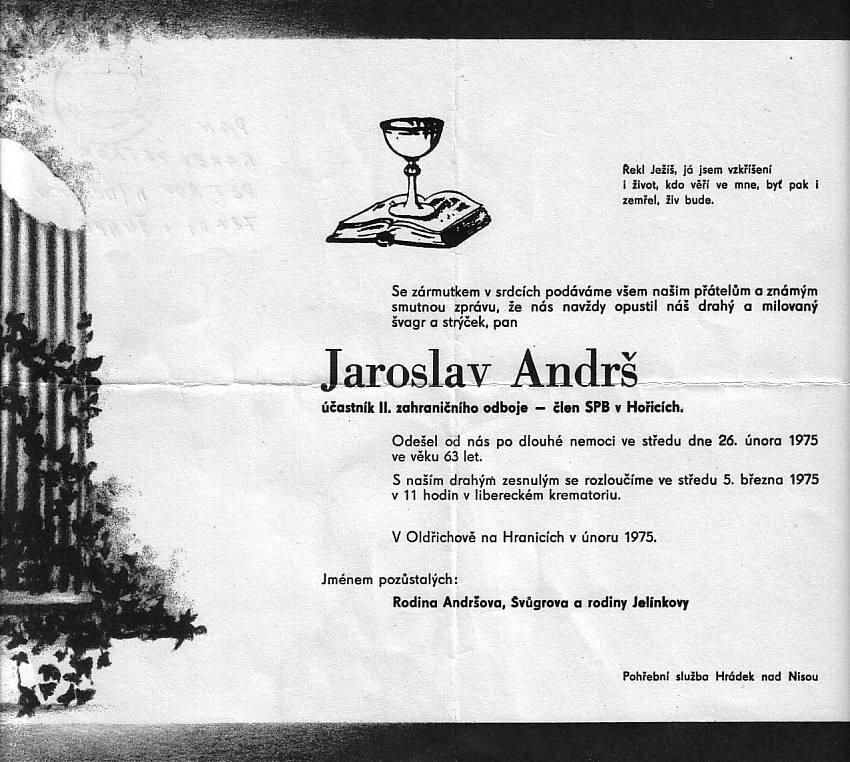 Řekl Ježíš, já jsem vzkříšení
i život, kdo věří ve mne, byť pak i
zemřel, živ bude.
Se zármutkem v srdcích podáváme všem našim přátelům a známým
smutnou zprávu, že nás navždy opustil náš drahý a milovaný
švagr a strýček, pan
Jaroslav Andrš
účastník II. zahraničního odboje — člen SPB v Hořicích.
Odešel od nás po dlouhé nemoci ve středu dne 26. února 1975
ve věku 63 let.
S naším drahým zesnulým se rozloučíme ve středu 5. března 1975
v 11 hodin v libereckém krematoriu.
V Oldřichově na Hranicích v únoru 1975.
Jménem pozůstalých:
Rodina Andršova, Švůgrova a rodiny Jelínkovy
Pohřební služba Hrádek nad Nisou